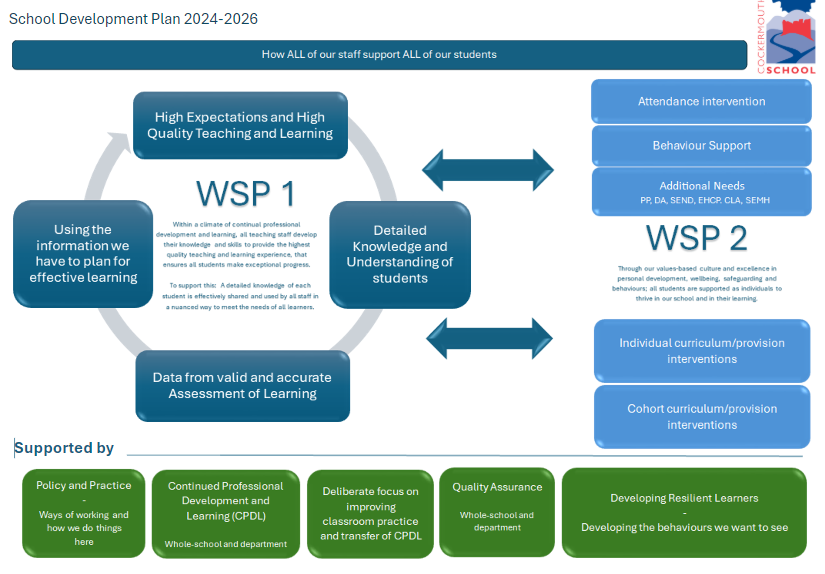 School Development Plan 2024-2026
COCKERMOUTH
SCHOOL
How ALL of our staff support ALL of our students
High Expectations and High
Quality Teaching and Learning
WSP 1
Within a climate of continual professional
development and learning, all teaching staff develop
their knowledge and skills to provide the highest
quality teaching and learning experience, that
ensures all students make exceptional progress.
To support this: A detailed knowledge of each
student is effectively shared and used by all staff in
a nuanced way to meet the needs of all learners.
Using the
information we
have to plan for
effective learning
Detailed
Knowledge and
Understanding of
students
Data from valid and accurate
Assessment of Learning
Attendance intervention
Behaviour Support
Additional Needs
PP, DA, SEND, EHCP, CLA, SEMH
WSP 2
Through our values-based culture and excellence in
personal development, wellbeing, safeguarding and
behaviours; all students are supported as individuals to
thrive in our school and in their learning.
Individual curriculum/provision
interventions
Cohort curriculum/provision
interventions
Supported by
Policy and Practice
-
Ways of working and
how we do things
here
Continued Professional
Development and
Learning (CPDL)
Whole-school and department
Deliberate focus on
improving
classroom practice
and transfer of CPDL
Quality Assurance
Whole-school and
department
Developing Resilient Learners
-
Developing the behaviours we want to see